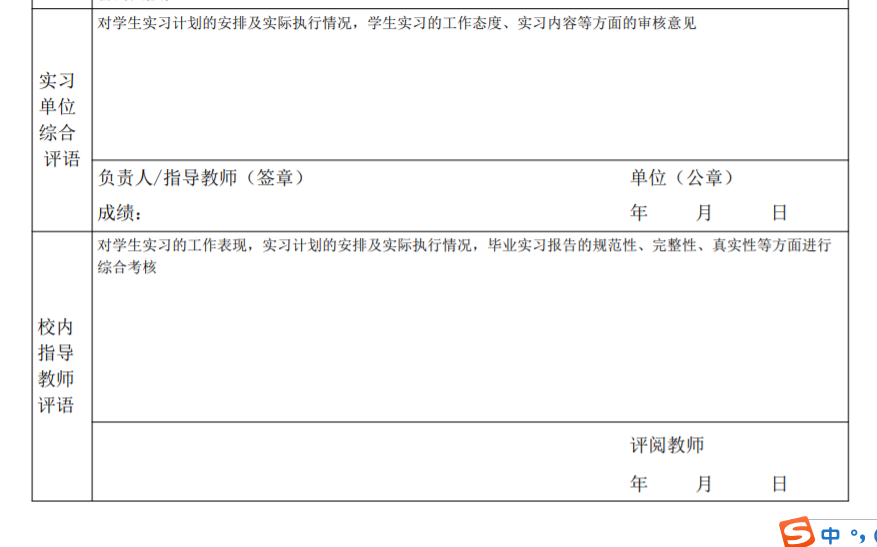 对学生实习计划的安排及实际执行情况，学生实习的工作态度、实习内容等方面的审核意见
实习
单位
综合
评语
负责人/指导教师（签章）
单位（公章）
成绩：
年 月 日
对学生实习的工作表现，实习计划的安排及实际执行情况，毕业实习报告的规范性、完整性、真实性等方面进行
综合考核
校内
指导
教师
评语
评阅教师
年 月 日
S 中 °，